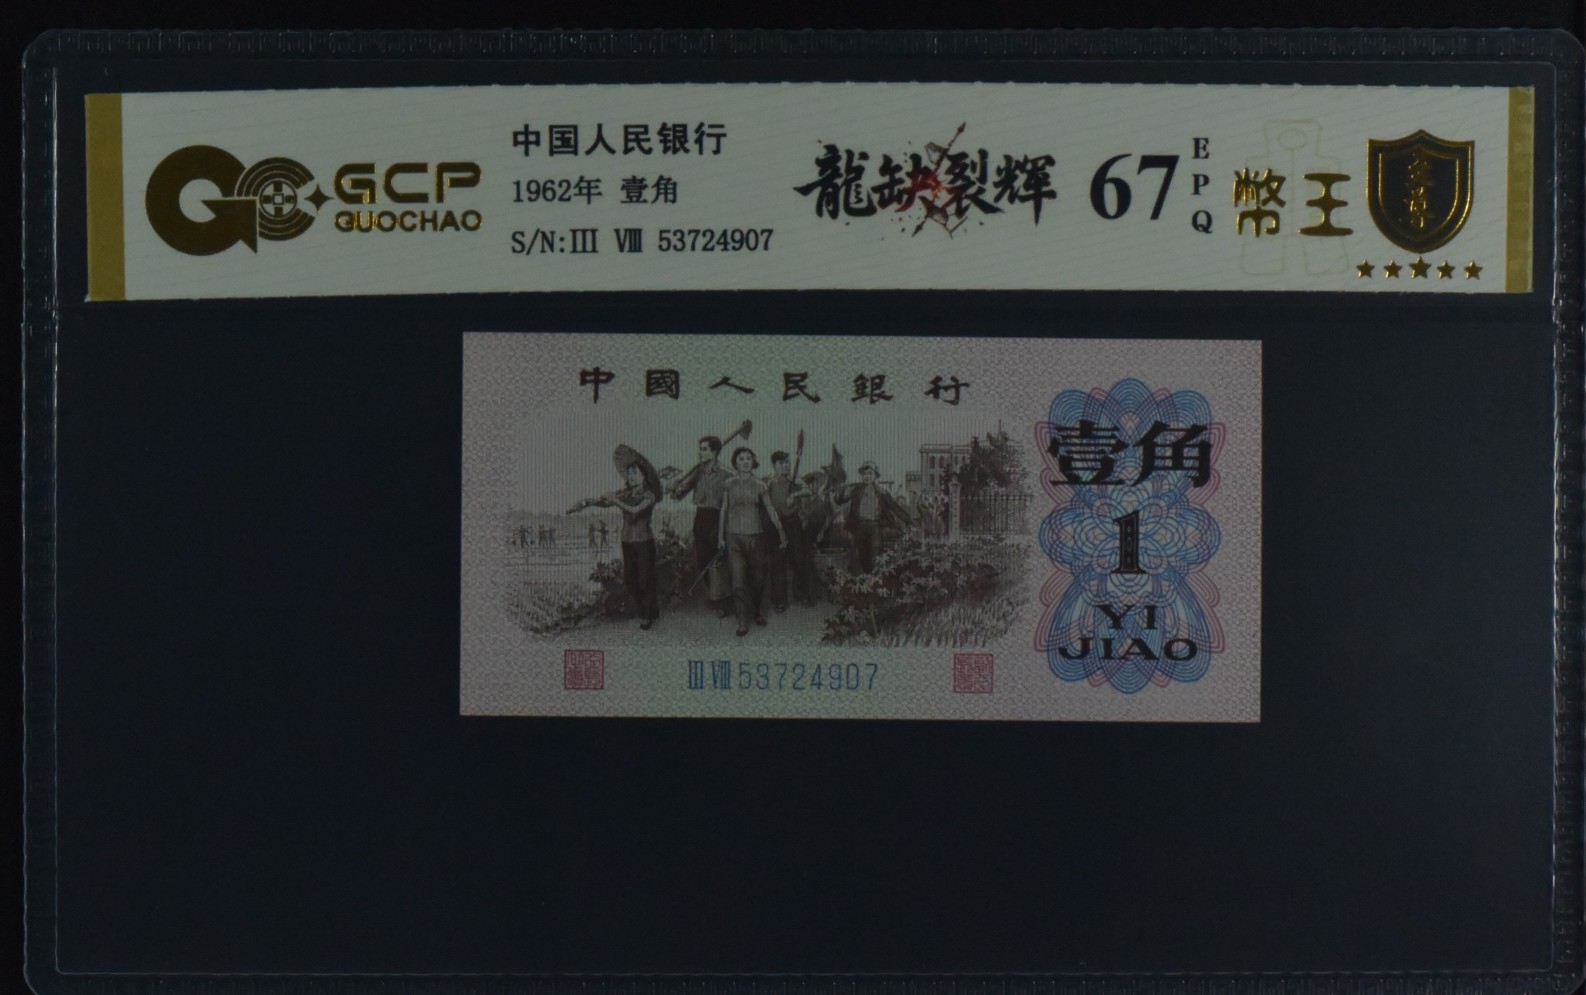 GCP
GUOCHAO
中国人民银行
1962年 壹角
S/N:III VIII 53724907
龍缺裂輝
67
EPQ
幣王
中國人民銀行
壹角
1
YI
JIAO
III VIII 53724907